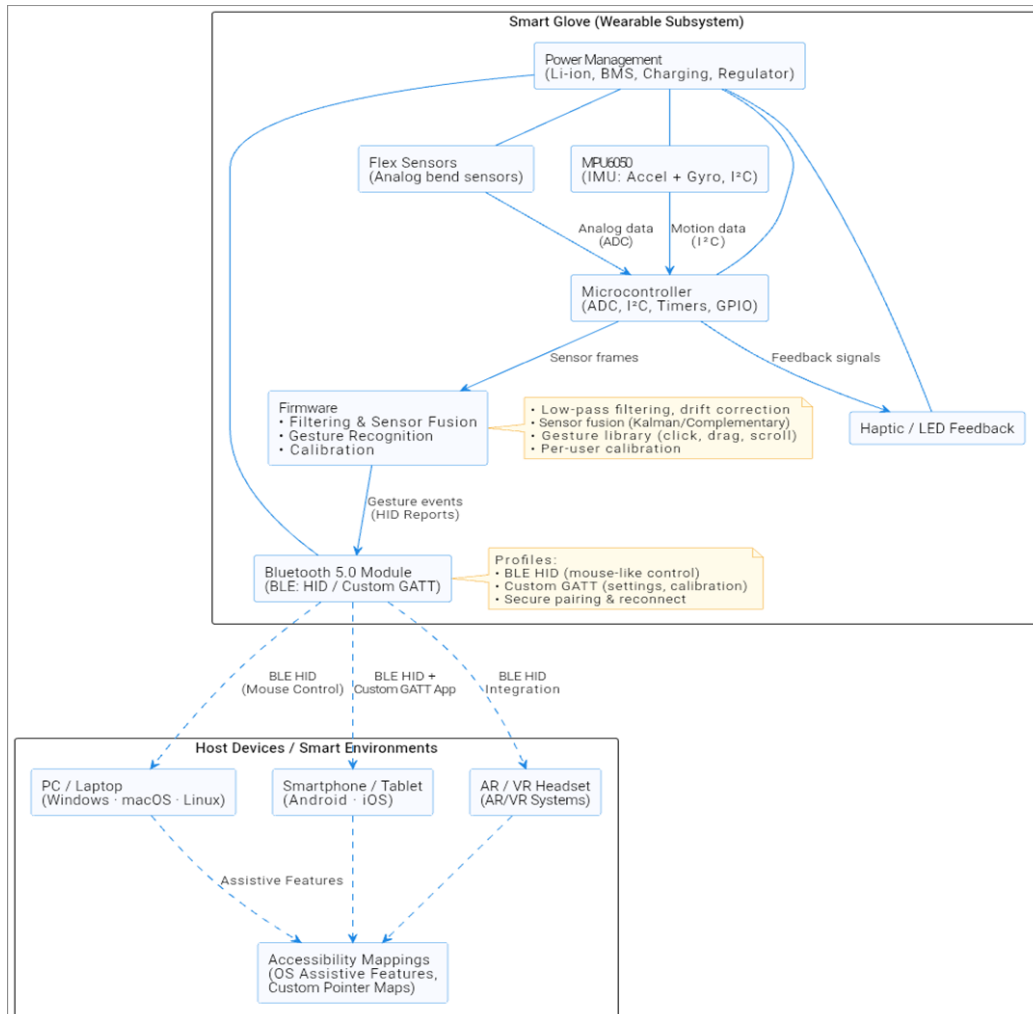 Smart Glove (Wearable Subsystem)
Power Management
(Li-ion, BMS, Charging, Regulator)
Flex Sensors
(Analog bend sensors)
MPU6050
(IMU: Accel + Gyro, I²C)
Analog data
(ADC)
Motion data
(I²C)
Microcontroller
(ADC, I²C, Timers, GPIO)
Sensor frames
Feedback signals
Firmware
• Filtering & Sensor Fusion
• Gesture Recognition
• Calibration
• Low-pass filtering, drift correction
• Sensor fusion (Kalman/Complementary)
• Gesture library (click, drag, scroll)
• Per-user calibration
Haptic / LED Feedback
Gesture events
(HID Reports)
Bluetooth 5.0 Module
(BLE: HID / Custom GATT)
Profiles:
• BLE HID (mouse-like control)
• Custom GATT (settings, calibration)
• Secure pairing & reconnect
BLE HID
(Mouse Control)
BLE HID +
Custom GATT App
BLE HID
Integration
Host Devices / Smart Environments
PC / Laptop
(Windows · macOS · Linux)
Smartphone / Tablet
(Android · iOS)
AR / VR Headset
(AR/VR Systems)
Assistive Features
Accessibility Mappings
(OS Assistive Features,
Custom Pointer Maps)